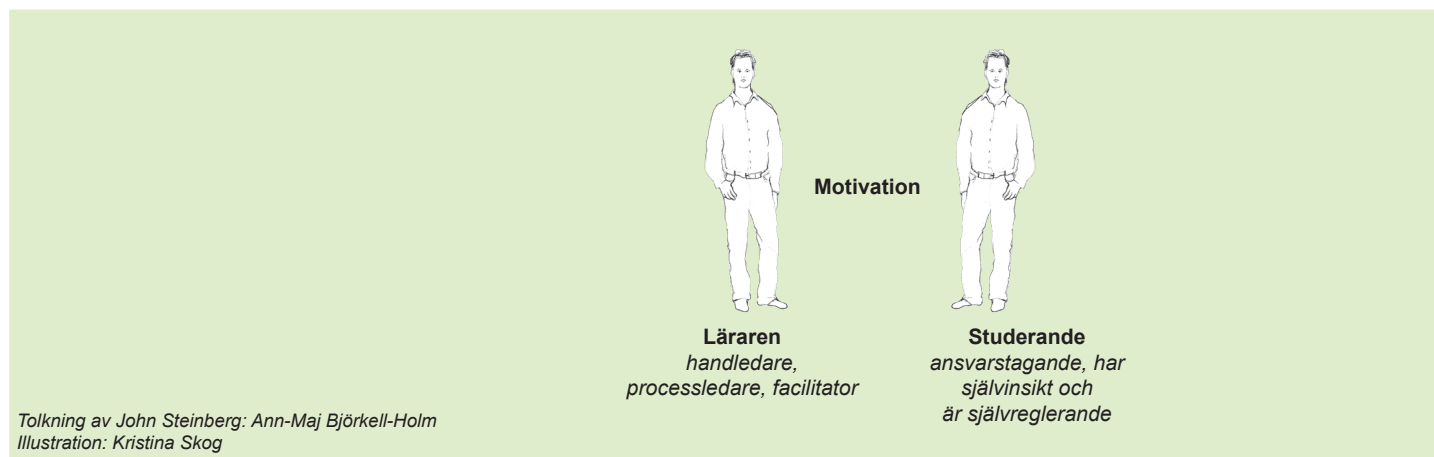 Motivation
Läraren
handledare,
processledare, facilitator
Studerande
ansvarstagande, har
självinsikt och
är självreglerande
Tolkning av John Steinberg: Ann-Maj Björkell-Holm
Illustration: Kristina Skog